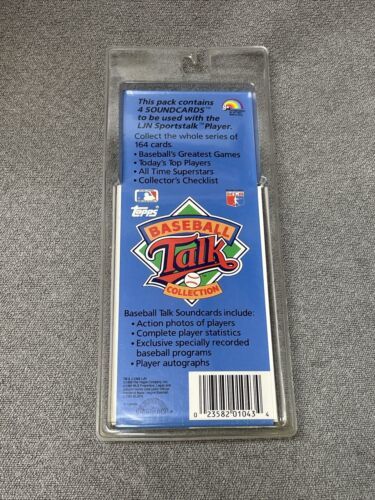 This pack contains
4 SOUNDCARDS™
to be used with the
LJN Sportstalk™ Player.
Collect the whole series of
164 cards.
• Baseball's Greatest Games
• Today's Top Players
• All Time Superstars
• Collector's Checklist
Topps
BASEBALL
Talk
COLLECTION
Baseball Talk Soundcards include:
• Action photos of players
• Complete player statistics
• Exclusive specially recorded
baseball programs
• Player autographs
0 23582 01043 4